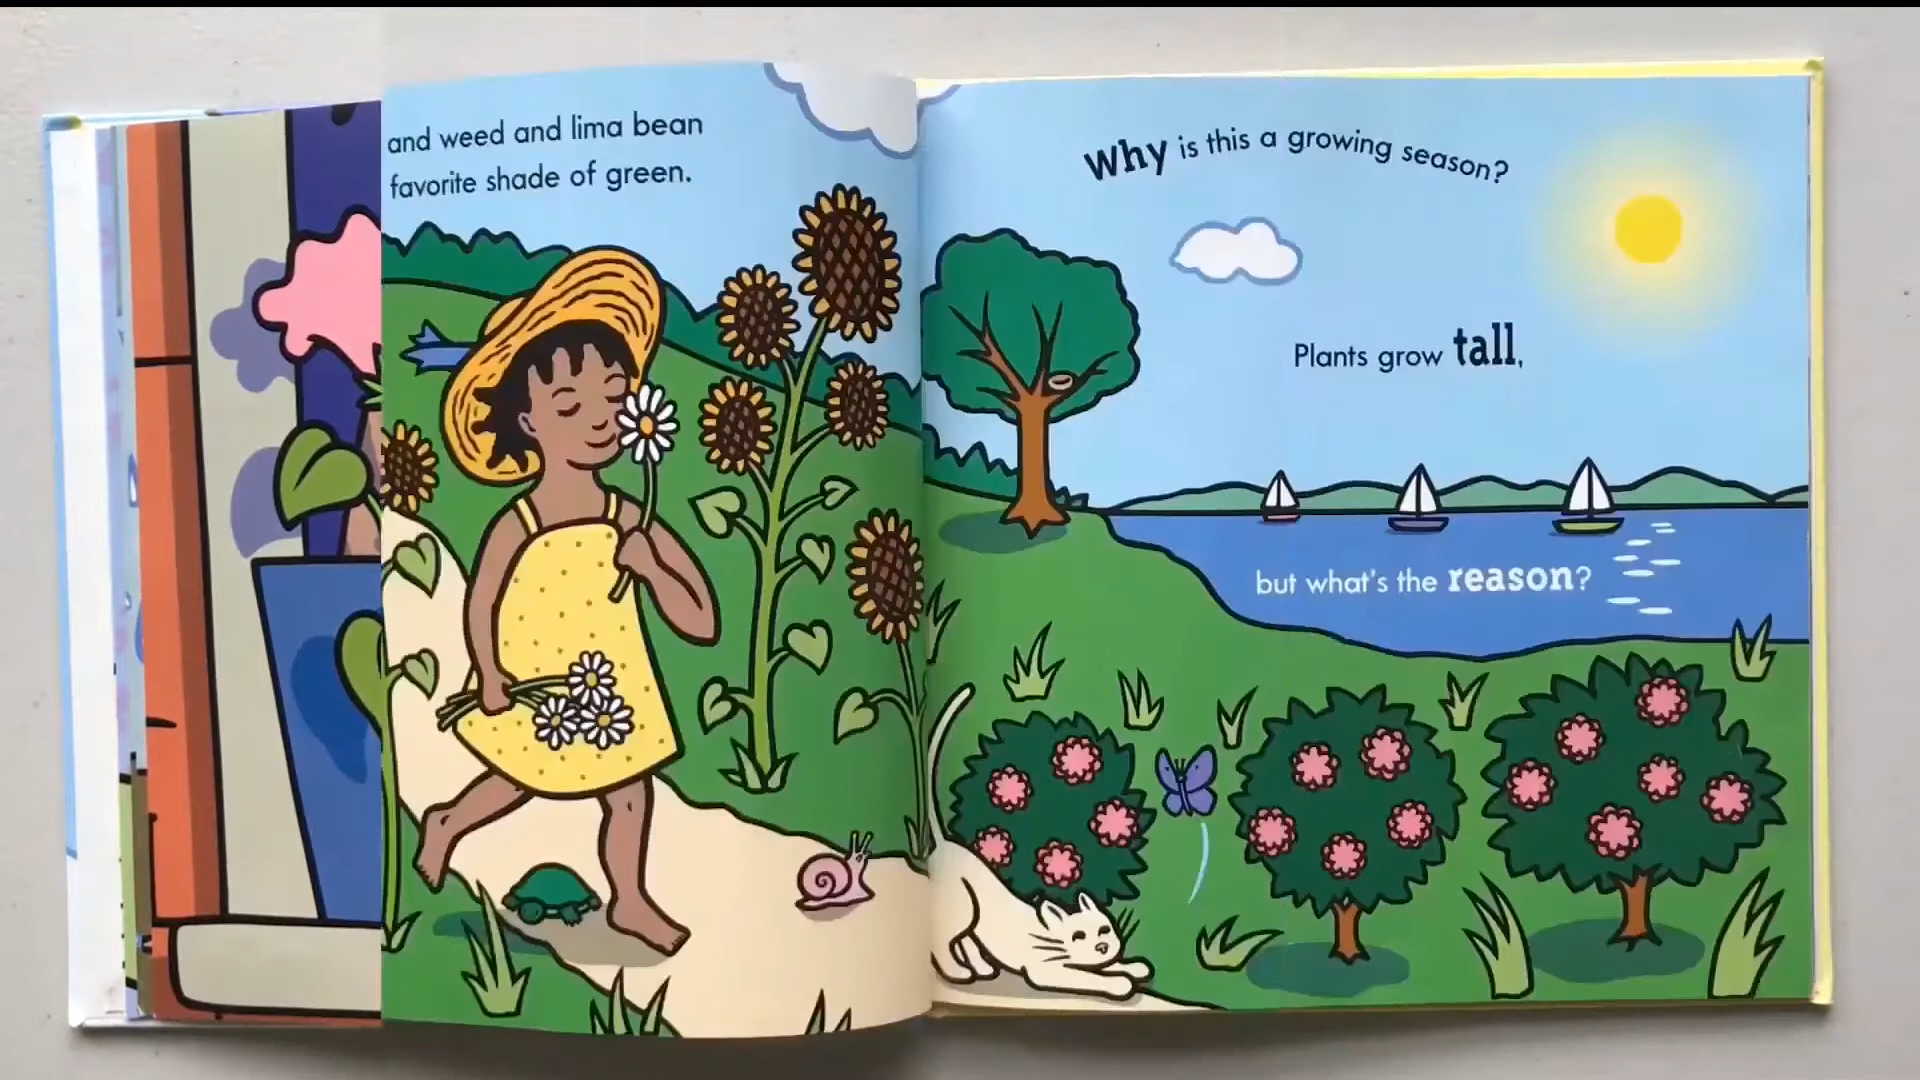 and weed and lima bean
favorite shade of green.
Why is this a growing season?
Plants grow tall,
but what's the reason?